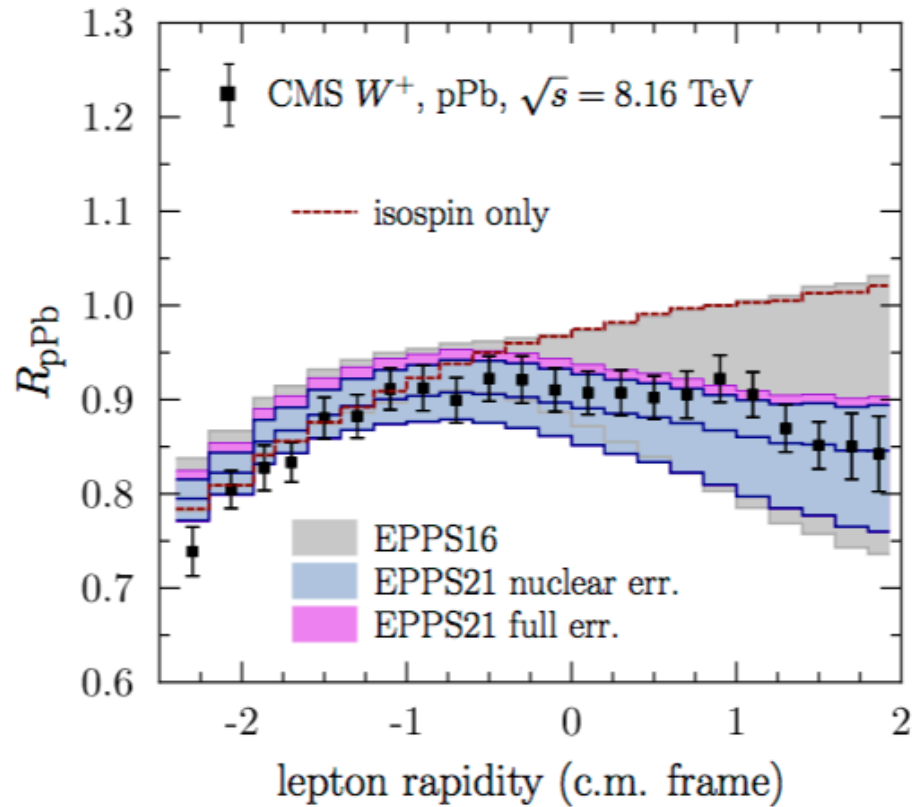 1.3
CMS W⁺, pPb, √s = 8.16 TeV
1.2
isospin only
1.1
1.0
R_pPb
0.9
0.8
EPPS16
EPPS21 nuclear err.
0.7
EPPS21 full err.
0.6
-2 -1 0 1 2
lepton rapidity (c.m. frame)